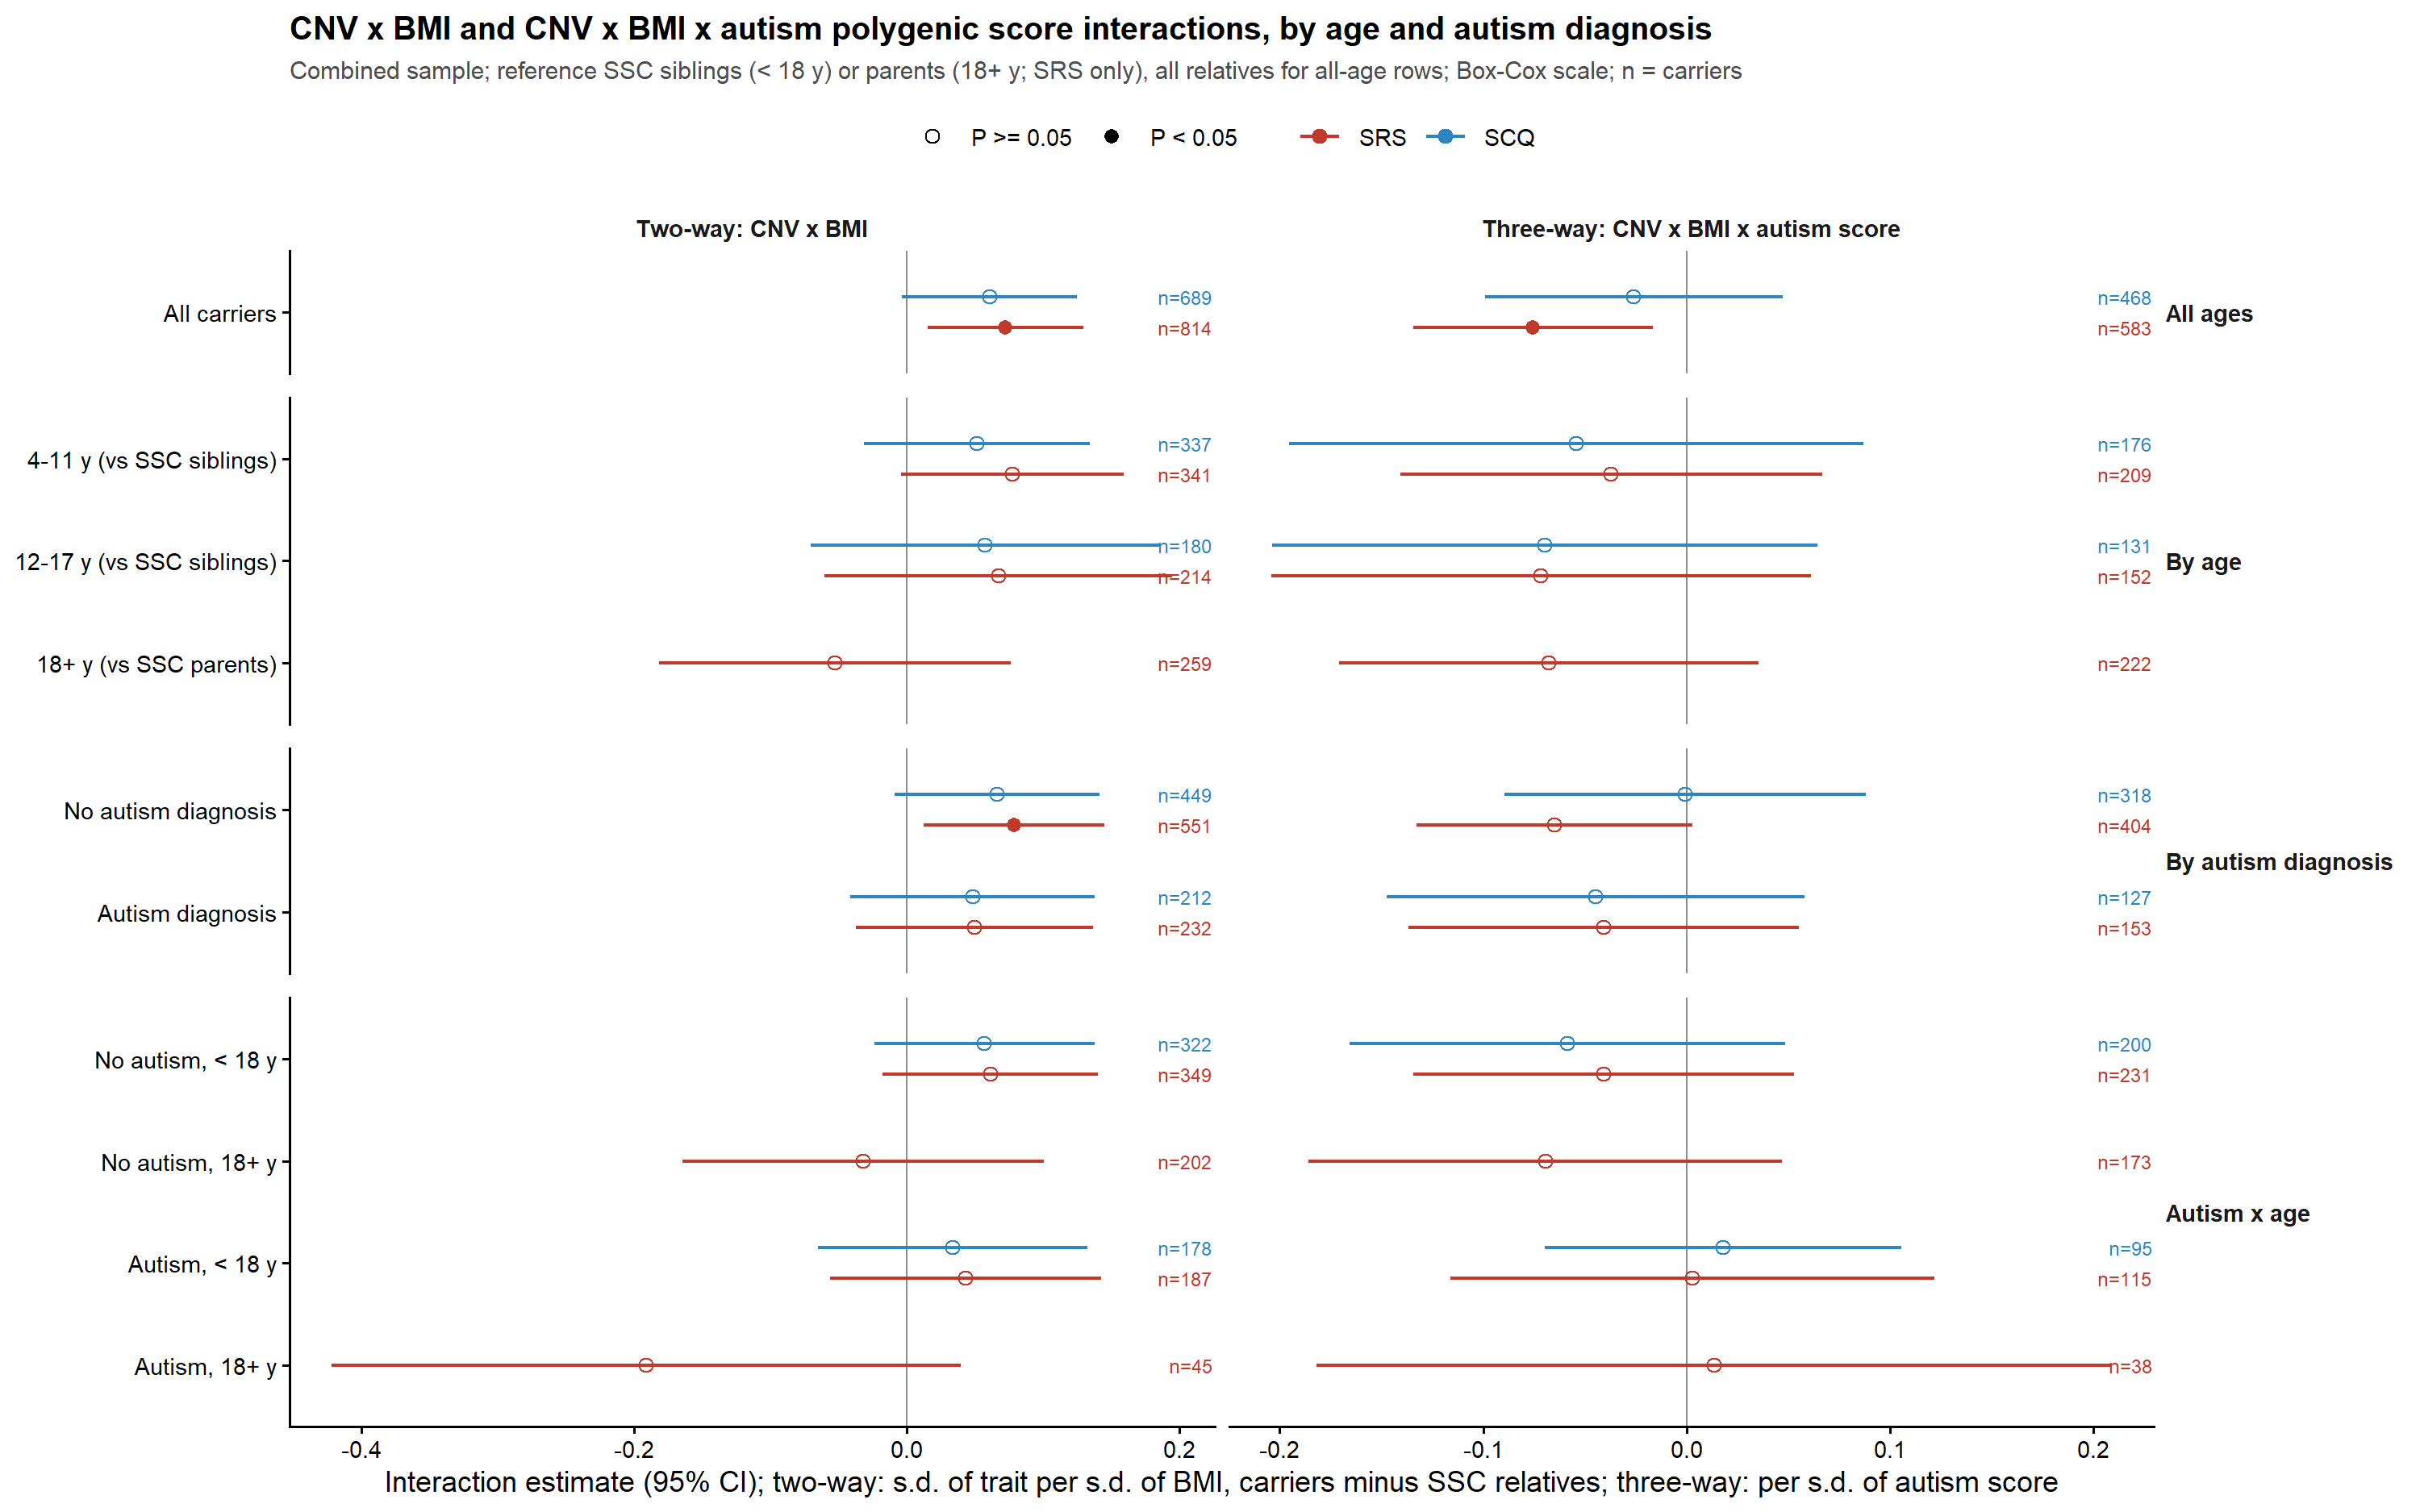 CNV x BMI and CNV x BMI x autism polygenic score interactions, by age and autism diagnosis
Combined sample; reference SSC siblings (< 18 y) or parents (18+ y; SRS only), all relatives for all-age rows; Box-Cox scale; n = carriers
P >= 0.05 P < 0.05 SRS SCQ
Two-way: CNV x BMI
Three-way: CNV x BMI x autism score
All carriers
n=689
n=814
n=468
n=583
All ages
4-11 y (vs SSC siblings)
n=337
n=341
n=176
n=209
12-17 y (vs SSC siblings)
n=180
n=214
n=131
n=152
By age
18+ y (vs SSC parents)
n=259
n=222
No autism diagnosis
n=449
n=551
n=318
n=404
By autism diagnosis
Autism diagnosis
n=212
n=232
n=127
n=153
No autism, < 18 y
n=322
n=349
n=200
n=231
No autism, 18+ y
n=202
n=173
Autism x age
Autism, < 18 y
n=178
n=187
n=95
n=115
Autism, 18+ y
n=45
n=38
-0.4 -0.2 0.0 0.2
-0.2 -0.1 0.0 0.1 0.2
Interaction estimate (95% CI); two-way: s.d. of trait per s.d. of BMI, carriers minus SSC relatives; three-way: per s.d. of autism score